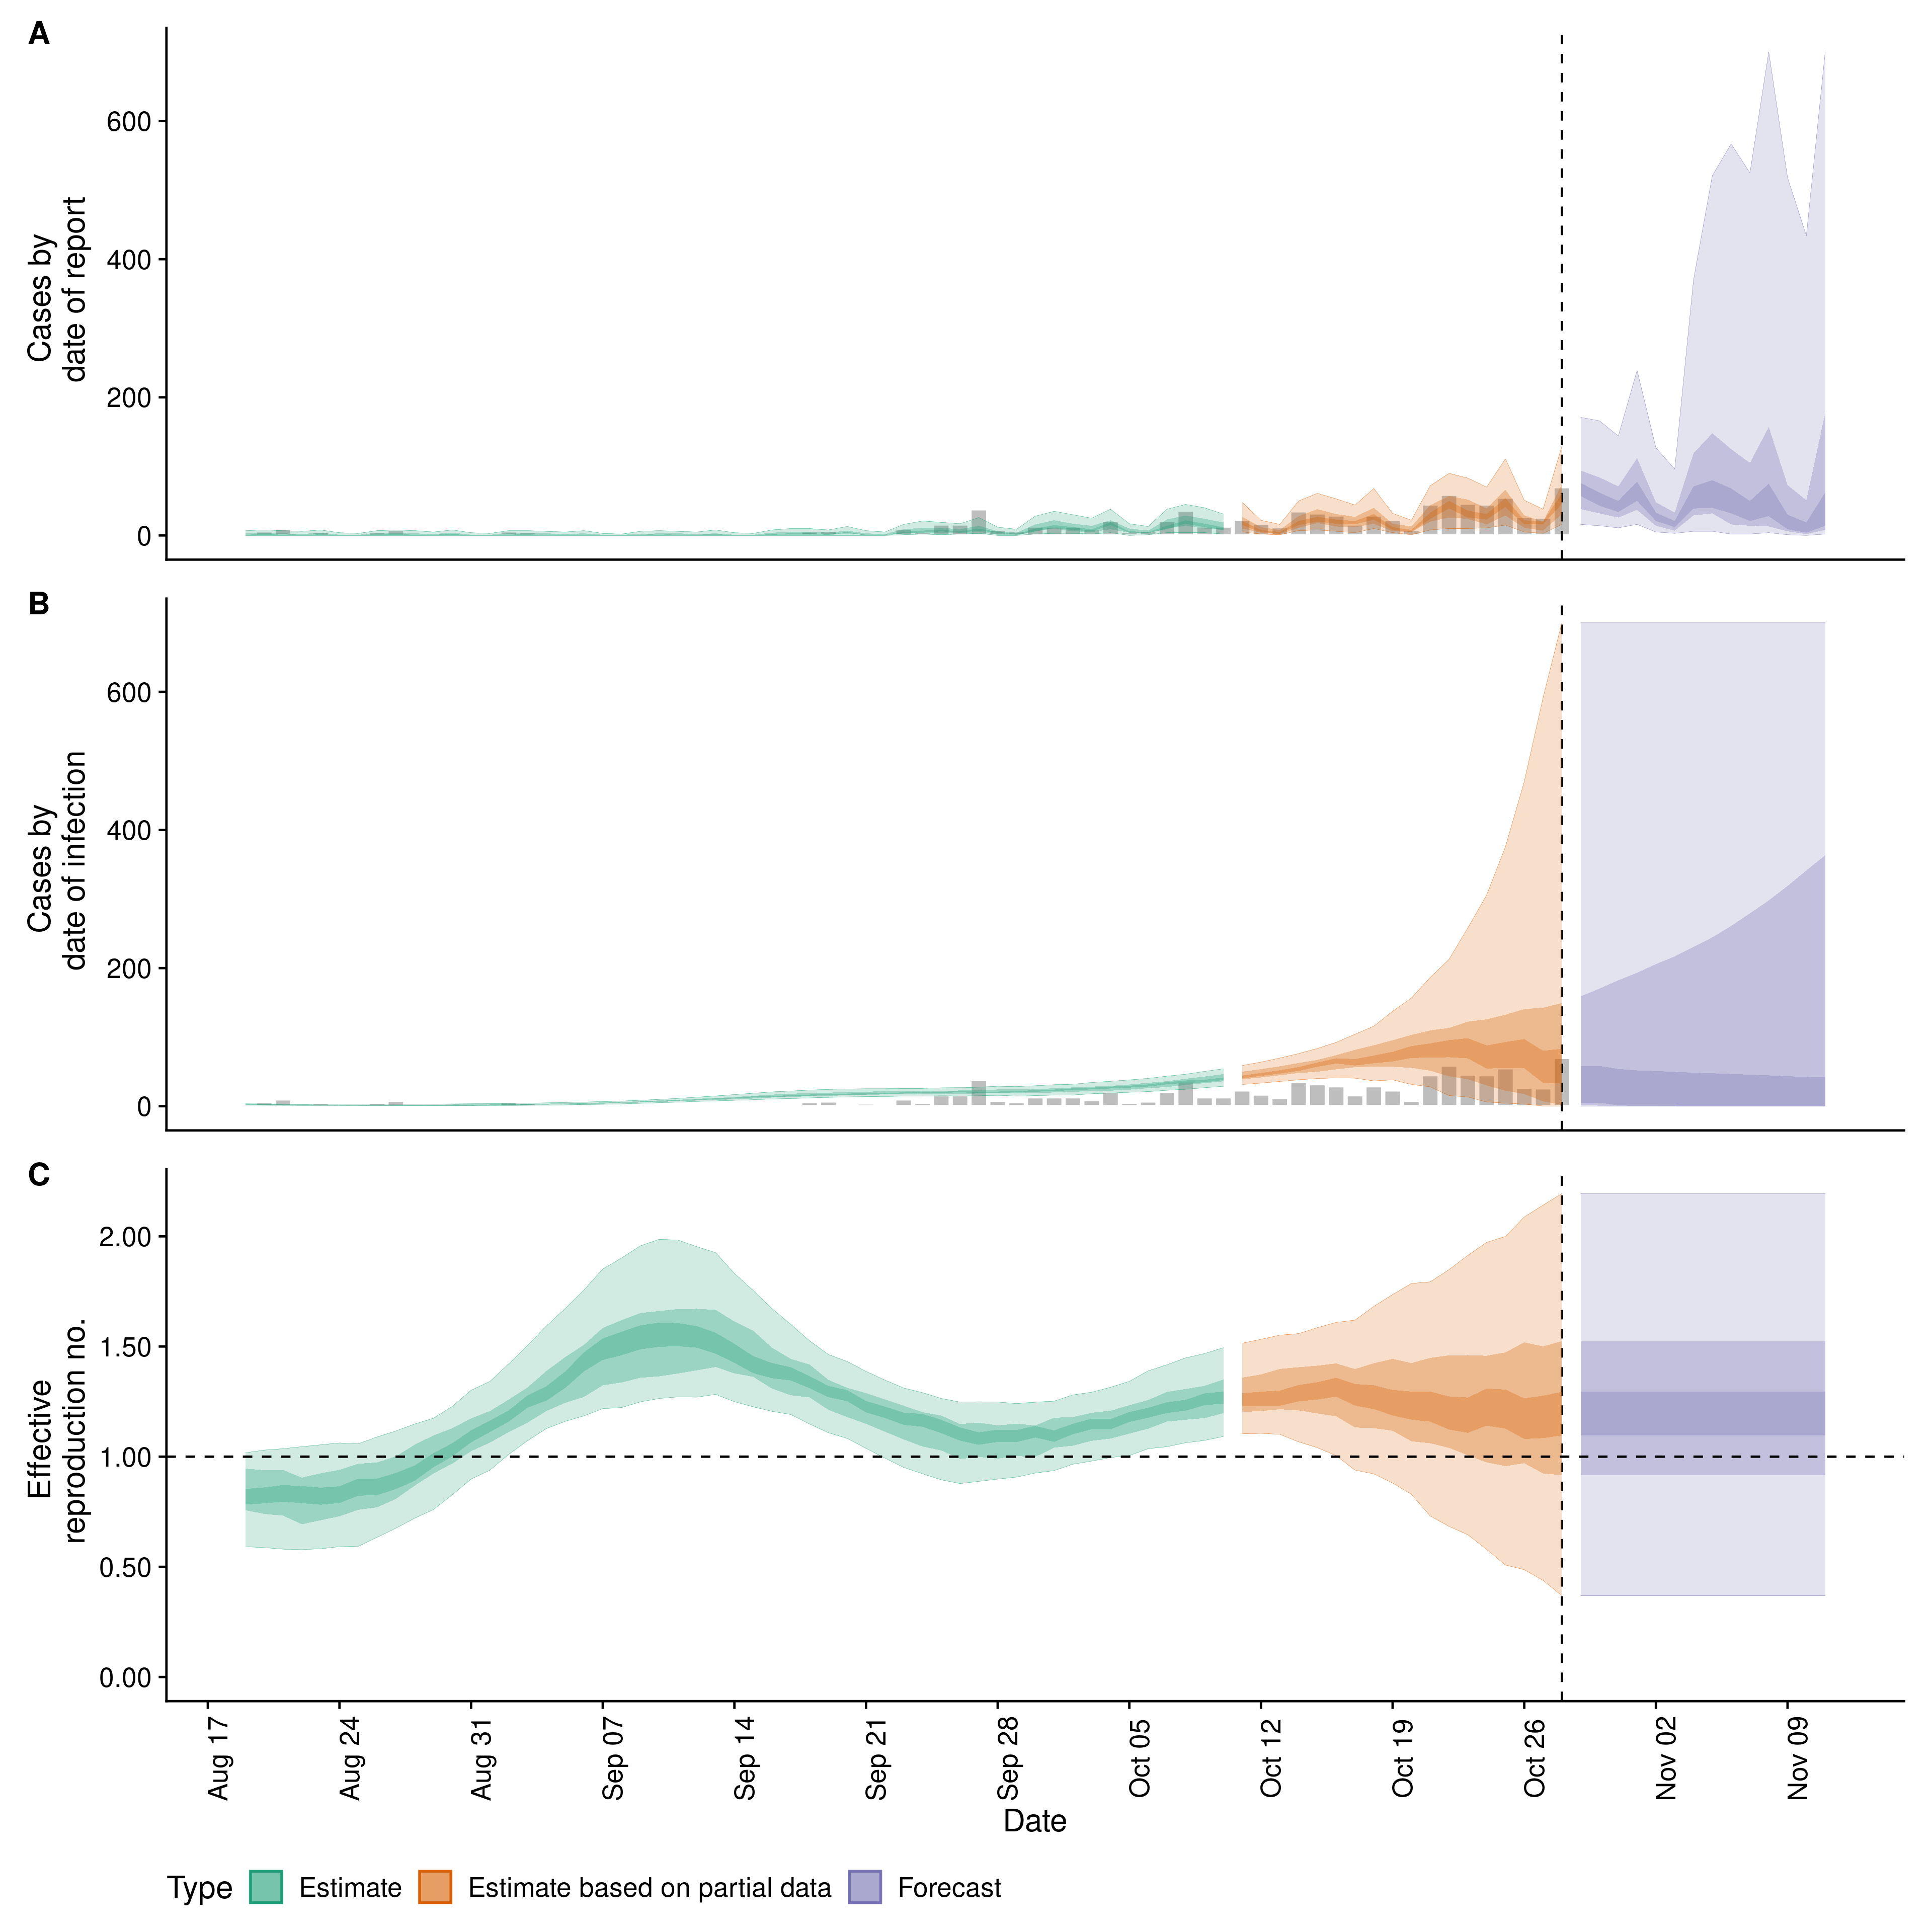 A
Cases by
date of report
600
400
200
0
B
Cases by
date of infection
600
400
200
0
C
Effective
reproduction no.
2.00
1.50
1.00
0.50
0.00
Aug 17
Aug 24
Aug 31
Sep 07
Sep 14
Sep 21
Sep 28
Oct 05
Oct 12
Oct 19
Oct 26
Nov 02
Nov 09
Date
Type Estimate Estimate based on partial data Forecast